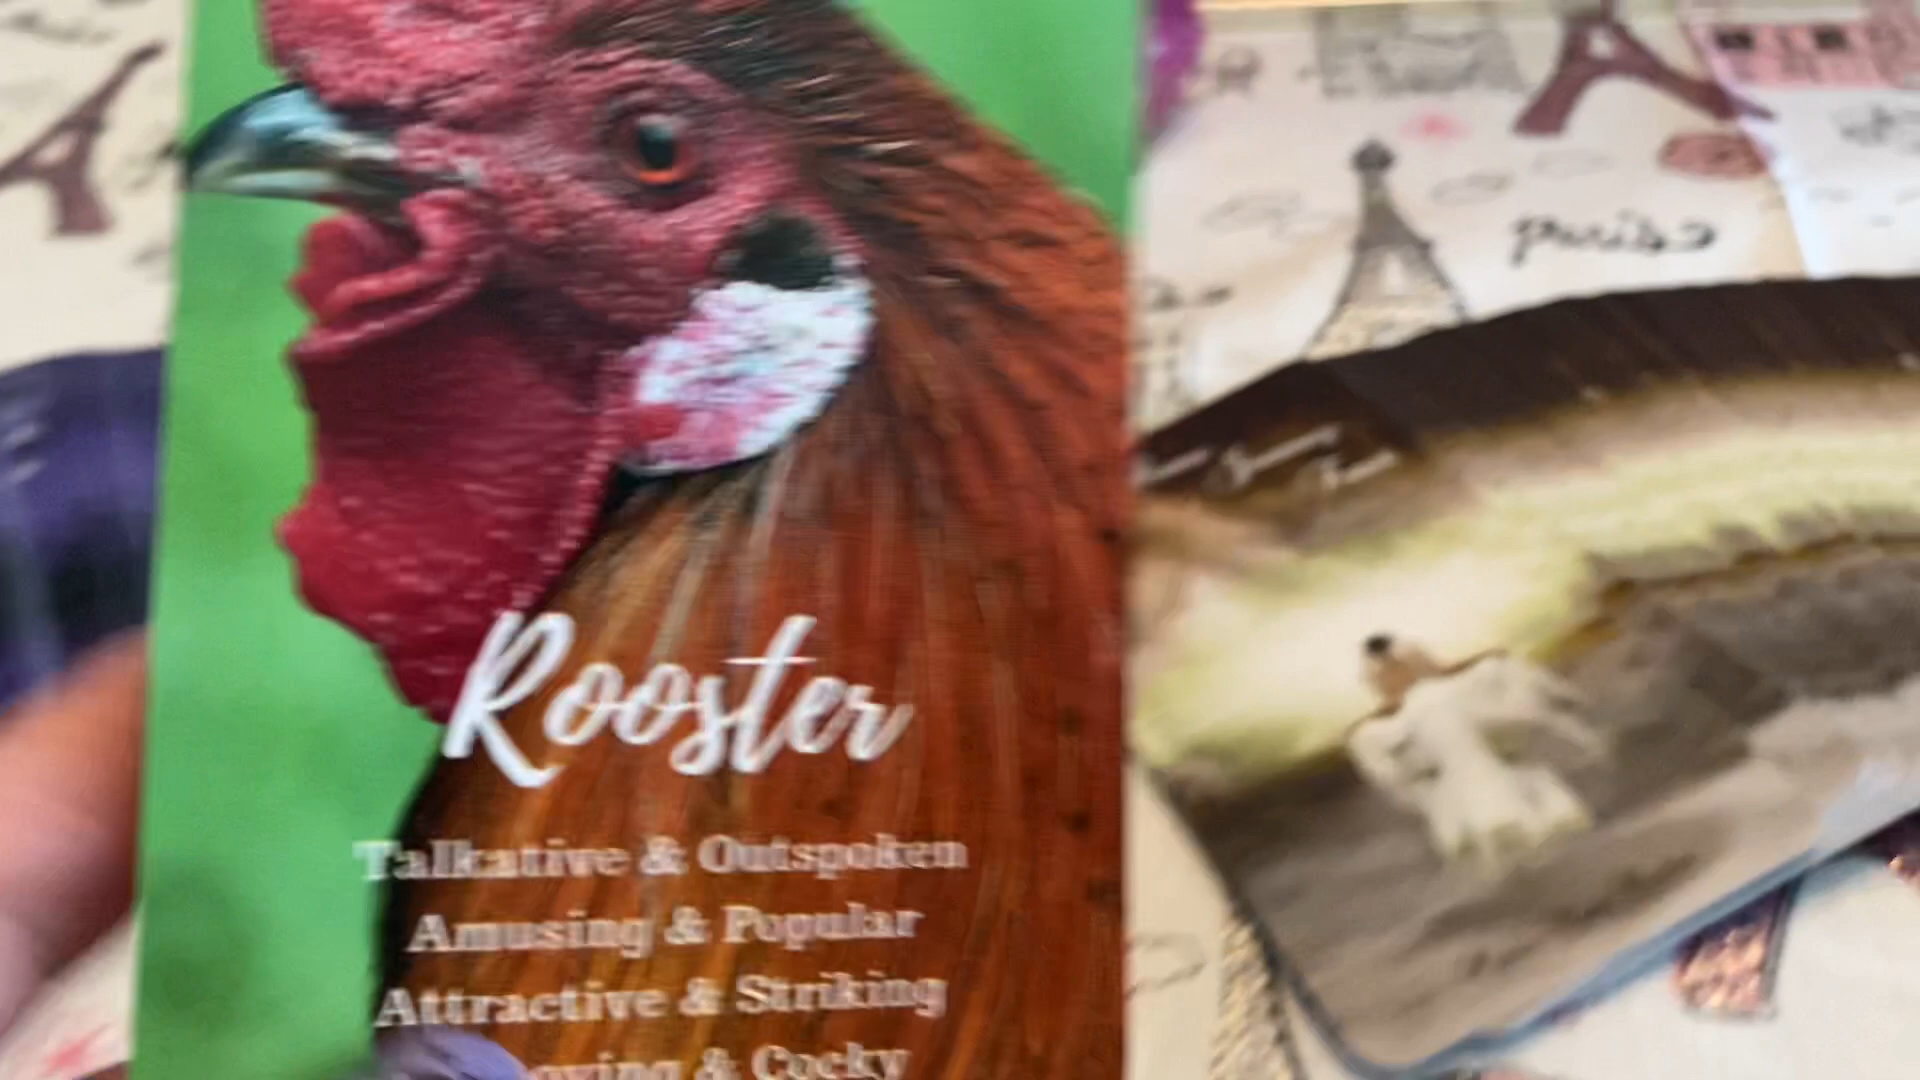 paris
Rooster
Talkative & Outspoken
Amusing & Popular
Attractive & Striking
& Cocky